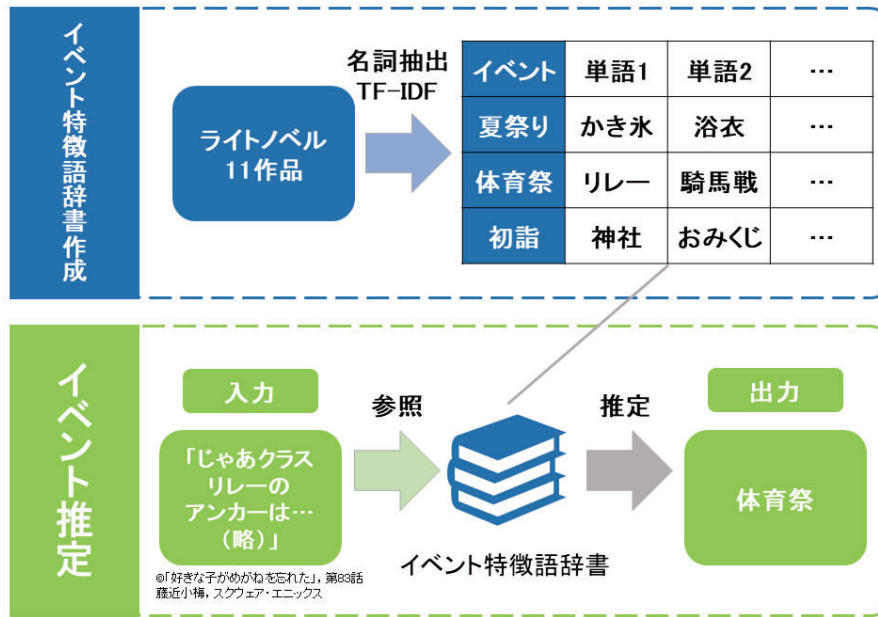 イベント特徴語辞書作成
ライトノベル
11作品
名詞抽出
TF-IDF
イベント 単語1 単語2 …
夏祭り かき氷 浴衣 …
体育祭 リレー 騎馬戦 …
初詣 神社 おみくじ …
イベント推定
入力
「じゃあクラス
リレーの
アンカーは…
(略)」
©「好きな子がめがねを忘れた」, 第83話
藤近小梅, スクウェア・エニックス
参照
イベント特徴語辞書
推定
出力
体育祭